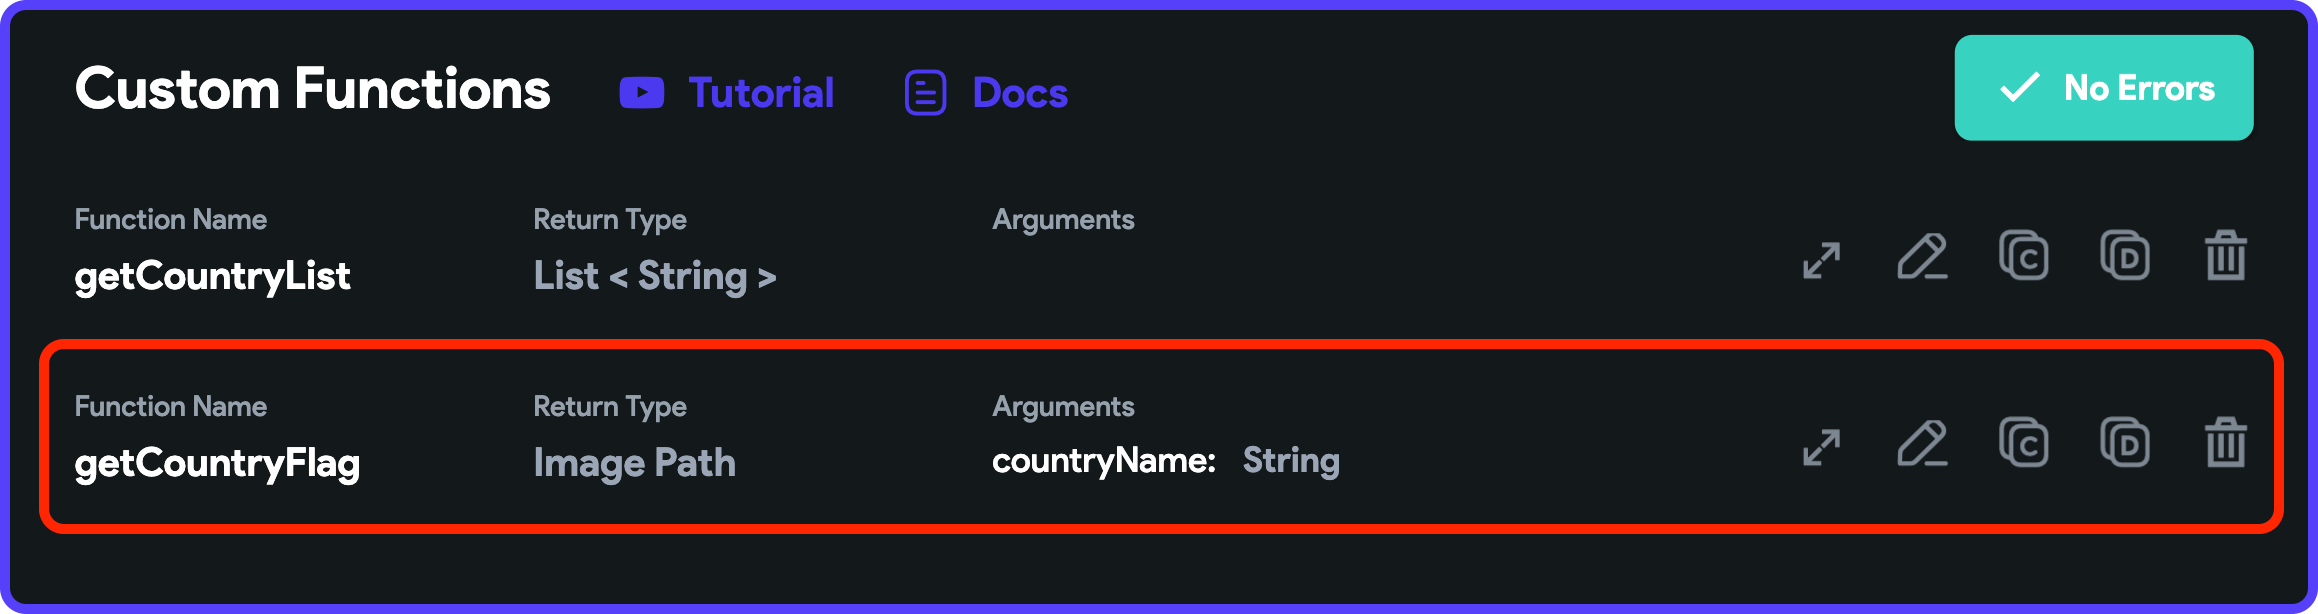 Custom Functions Tutorial Docs No Errors
Function Name Return Type Arguments
getCountryList List < String >
C D
Function Name Return Type Arguments
getCountryFlag Image Path countryName: String
C D